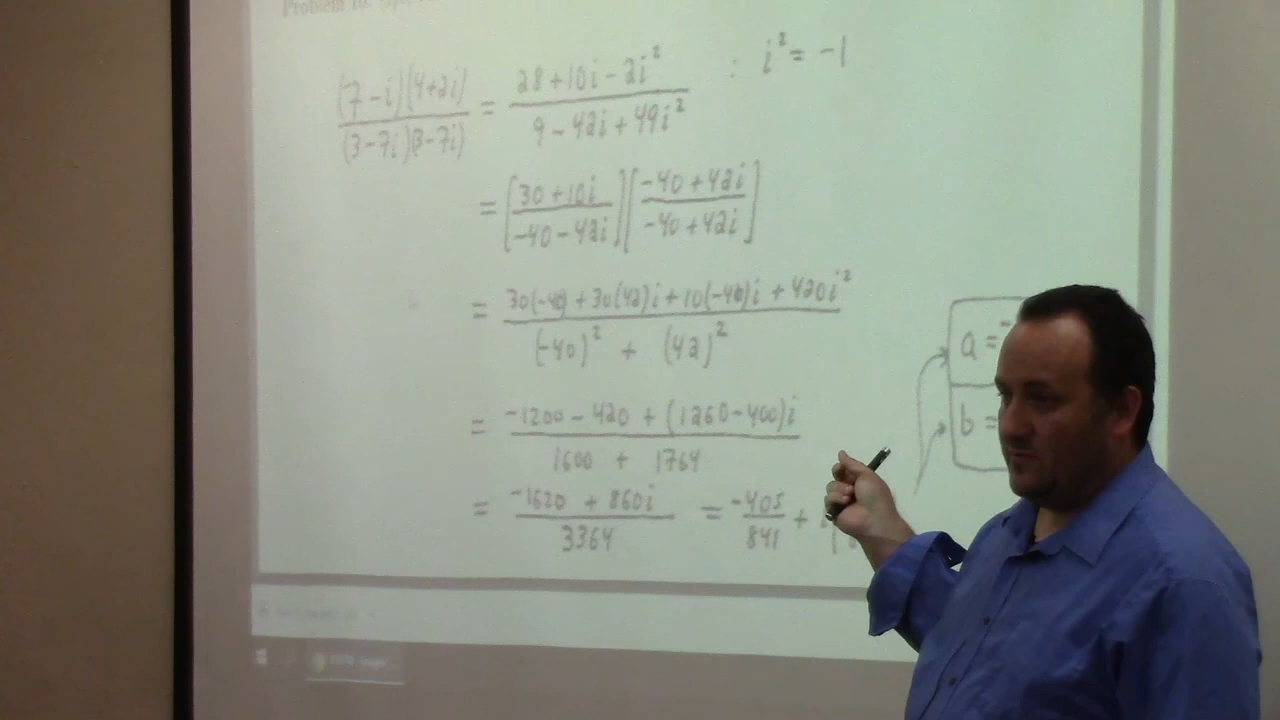 Problem
(7-i)(4+2i)/(3-7i)(3-7i) = 28+10i-2i²/9-42i+49i² : i²=-1
= [30+10i/-40-42i][-40+42i/-40+42i]
= 30(-40)+30(42)i+10(-40)i+420i²/(-40)²+(42)²
a =
= -1200-420+(1260-400)i/1600+1764
b =
= -1620+860i/3364 = -405/841 +